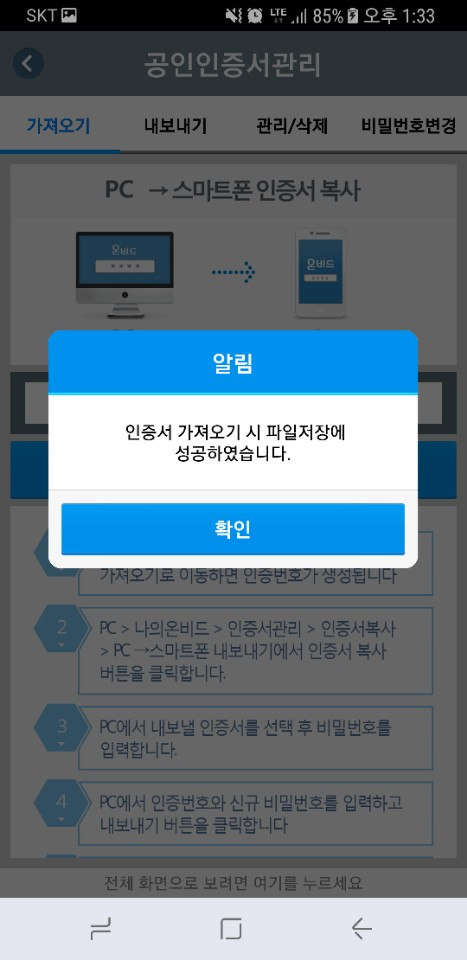 SKT LTE 85% 오후 1:33
공인인증서관리
가져오기 내보내기 관리/삭제 비밀번호변경
PC → 스마트폰 인증서 복사
온비드
온비드
알림
인증서 가져오기 시 파일저장에
성공하였습니다.
확인
가져오기로 이동하면 인증번호가 생성됩니다
2 PC > 나의온비드 > 인증서관리 > 인증서복사
> PC →스마트폰 내보내기에서 인증서 복사
버튼을 클릭합니다.
3 PC에서 내보낼 인증서를 선택 후 비밀번호를
입력합니다.
4 PC에서 인증번호와 신규 비밀번호를 입력하고
내보내기 버튼을 클릭합니다
전체 화면으로 보려면 여기를 누르세요